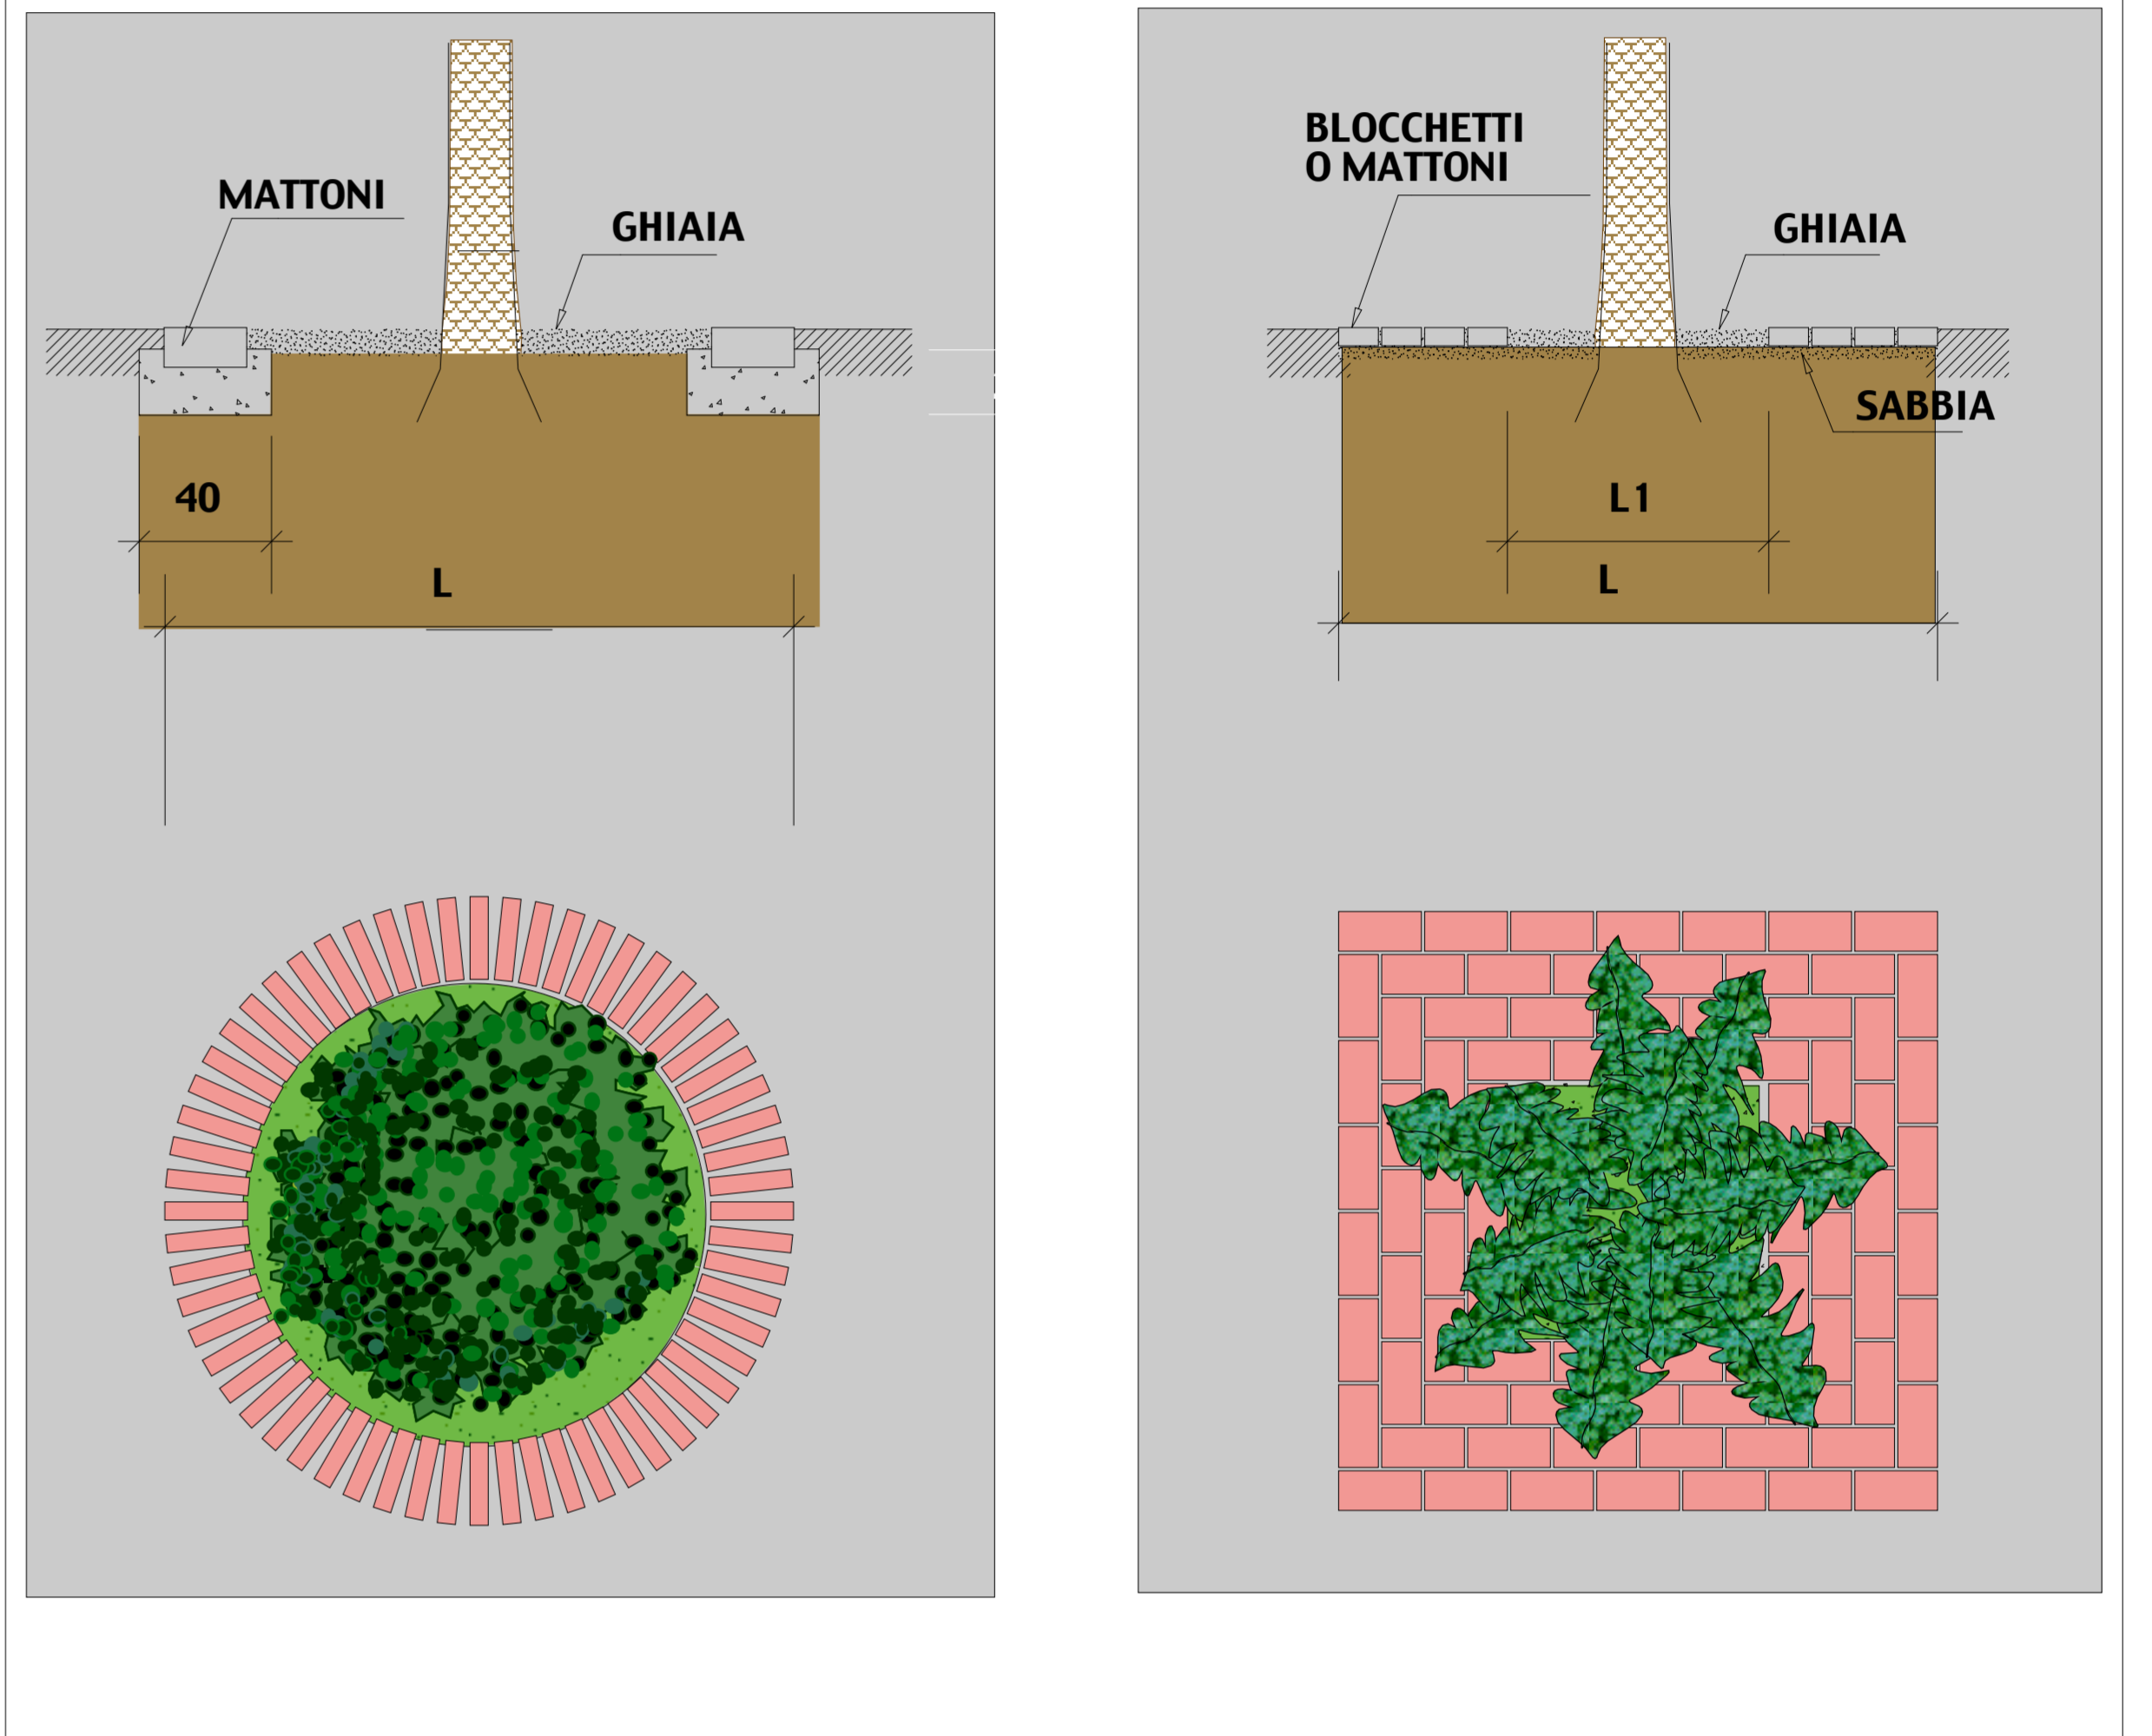 MATTONI
GHIAIA
40
L
BLOCCHETTI
O MATTONI
GHIAIA
SABBIA
L1
L